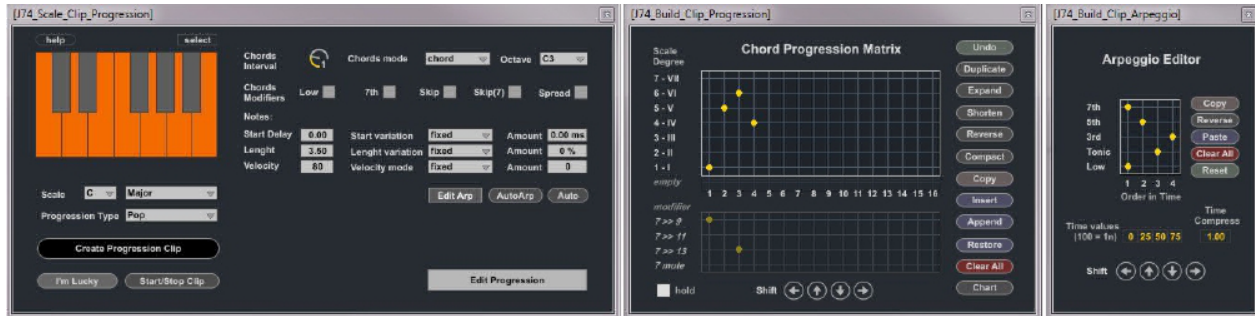 [J74_Scale_Clip_Progression]
help
select
Chords Interval
1
Chords mode
chord
Octave
C3
Chords Modifiers
Low
7th
Skip
Skip(7)
Spread
Notes:
Start Delay
0.00
Start variation
fixed
Amount
0.00 ms
Lenght
3.50
Lenght variation
fixed
Amount
0 %
Velocity
80
Velocity mode
fixed
Amount
0
Edit Arp
AutoArp
Auto
Scale
C
Major
Progression Type
Pop
Create Progression Clip
I'm Lucky
Start/Stop Clip
Edit Progression
[J74_Build_Clip_Progression]
Scale Degree
Chord Progression Matrix
7 - VII
6 - VI
5 - V
4 - IV
3 - III
2 - II
1 - I
empty
1 2 3 4 5 6 7 8 9 10 11 12 13 14 15 16
modifier
7 >> 9
7 >> 11
7 >> 13
7 mute
hold
Shift
Undo
Duplicate
Expand
Shorten
Reverse
Compact
Copy
Insert
Append
Restore
Clear All
Chart
[J74_Build_Clip_Arpeggio]
Arpeggio Editor
7th
5th
3rd
Tonic
Low
1 2 3 4
Order in Time
Copy
Reverse
Paste
Clear All
Reset
Time values (100 = 1n)
0 25 50 75
Time Compress
1.00
Shift